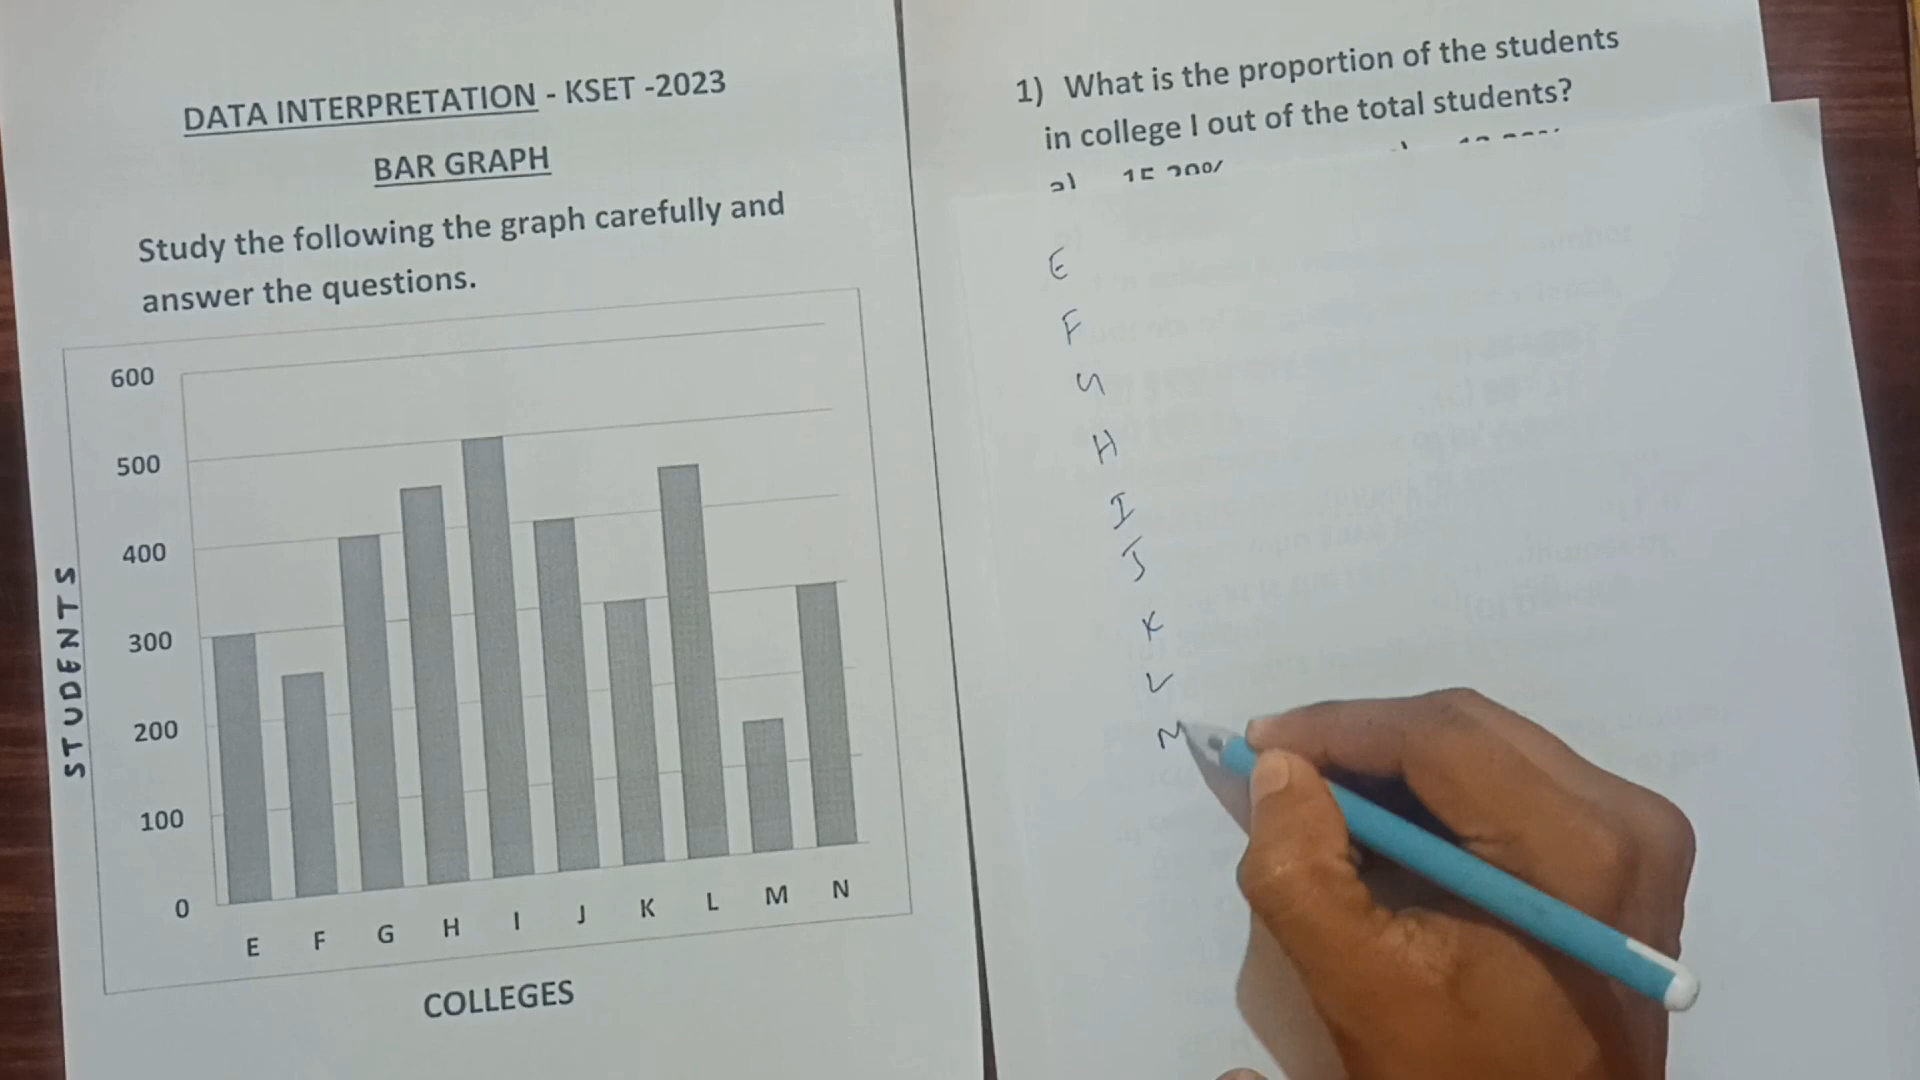 DATA INTERPRETATION - KSET -2023
BAR GRAPH
Study the following the graph carefully and
answer the questions.
600
500
400
300
200
100
0
STUDENTS
E F G H I J K L M N
COLLEGES
1) What is the proportion of the students
in college I out of the total students?
a) 15.20%
E
F
G
H
I
J
K
L
M